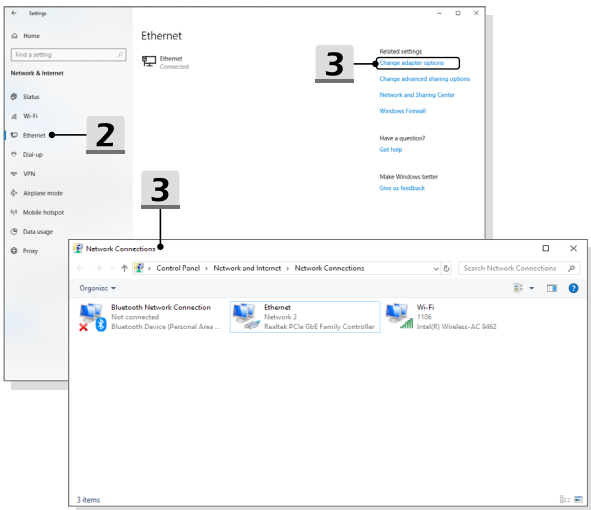 Settings
Home
Find a setting
Network & Internet
Status
Wi-Fi
Ethernet
Dial-up
VPN
Airplane mode
Mobile hotspot
Data usage
Proxy
2
Ethernet
Ethernet
Connected
3
Related settings
Change adapter options
Change advanced sharing options
Network and Sharing Center
Windows Firewall
Have a question?
Get help
Make Windows better
Give us feedback
3
Network Connections
Control Panel › Network and Internet › Network Connections
Search Network Connections
Organize
Bluetooth Network Connection
Not connected
Bluetooth Device (Personal Area ...
Ethernet
Network 2
Realtek PCIe GbE Family Controller
Wi-Fi
1106
Intel(R) Wireless-AC 9462
3 items